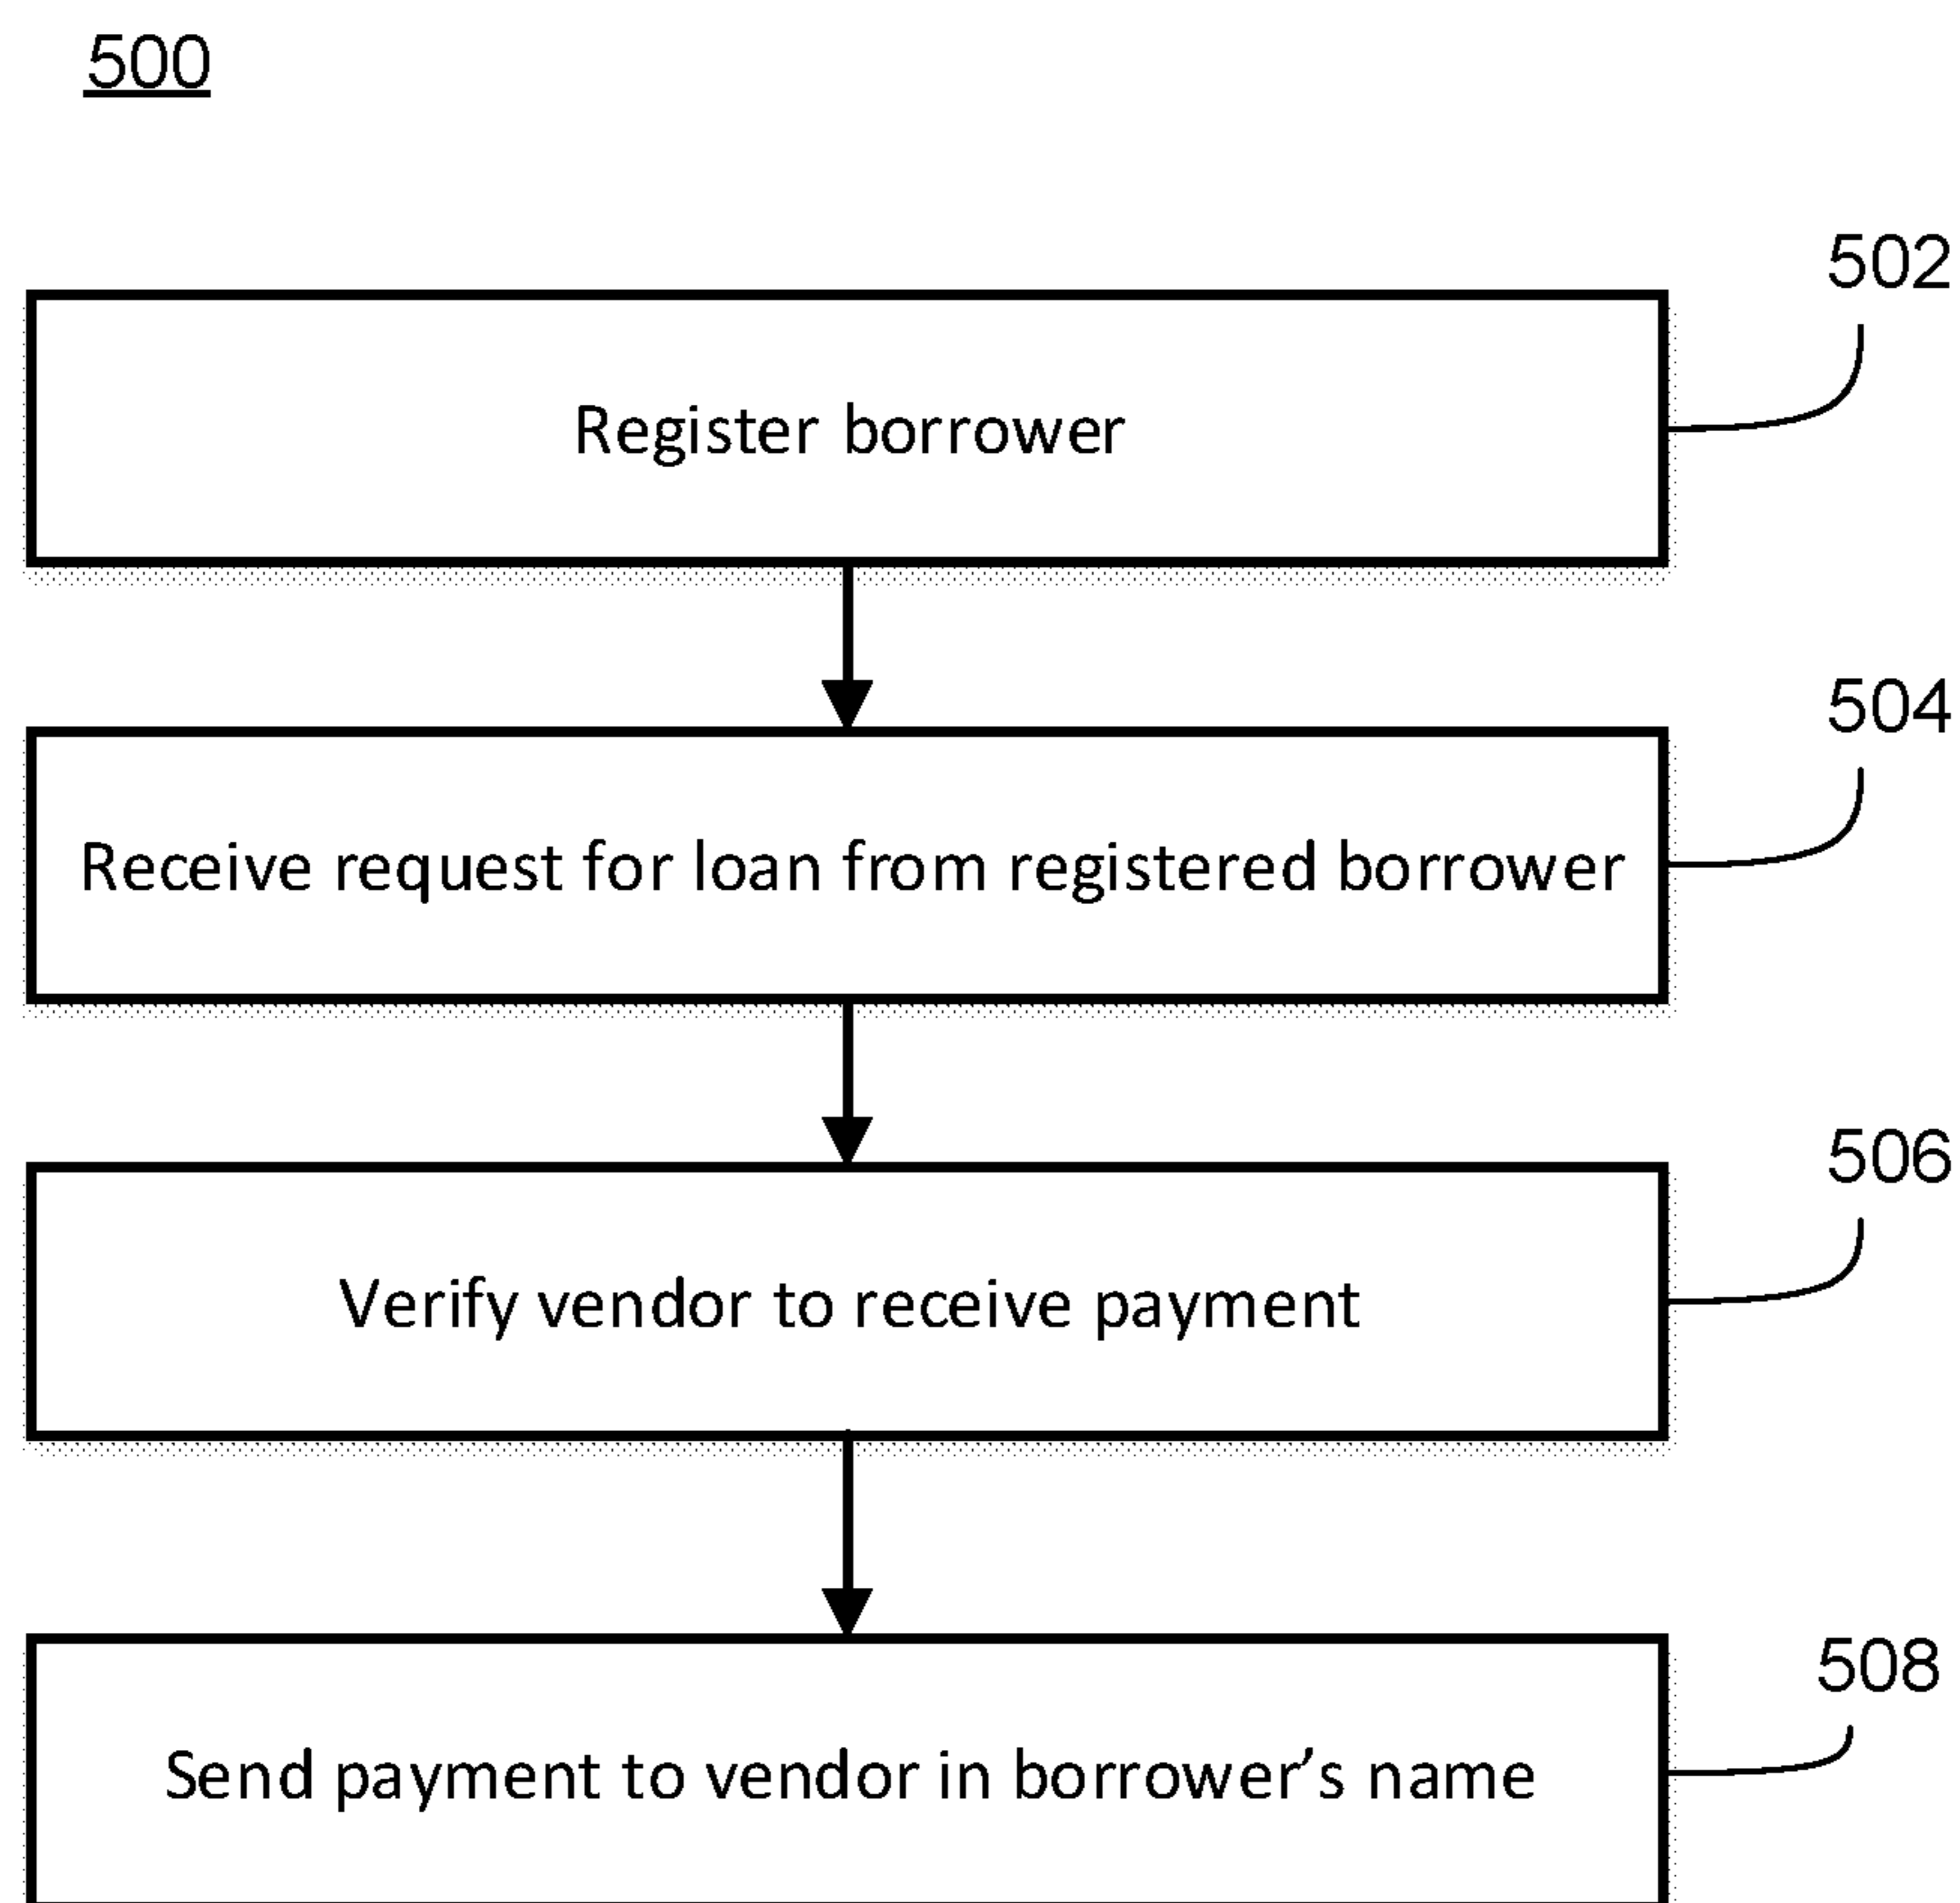 500
502
Register borrower
504
Receive request for loan from registered borrower
506
Verify vendor to receive payment
508
Send payment to vendor in borrower’s name